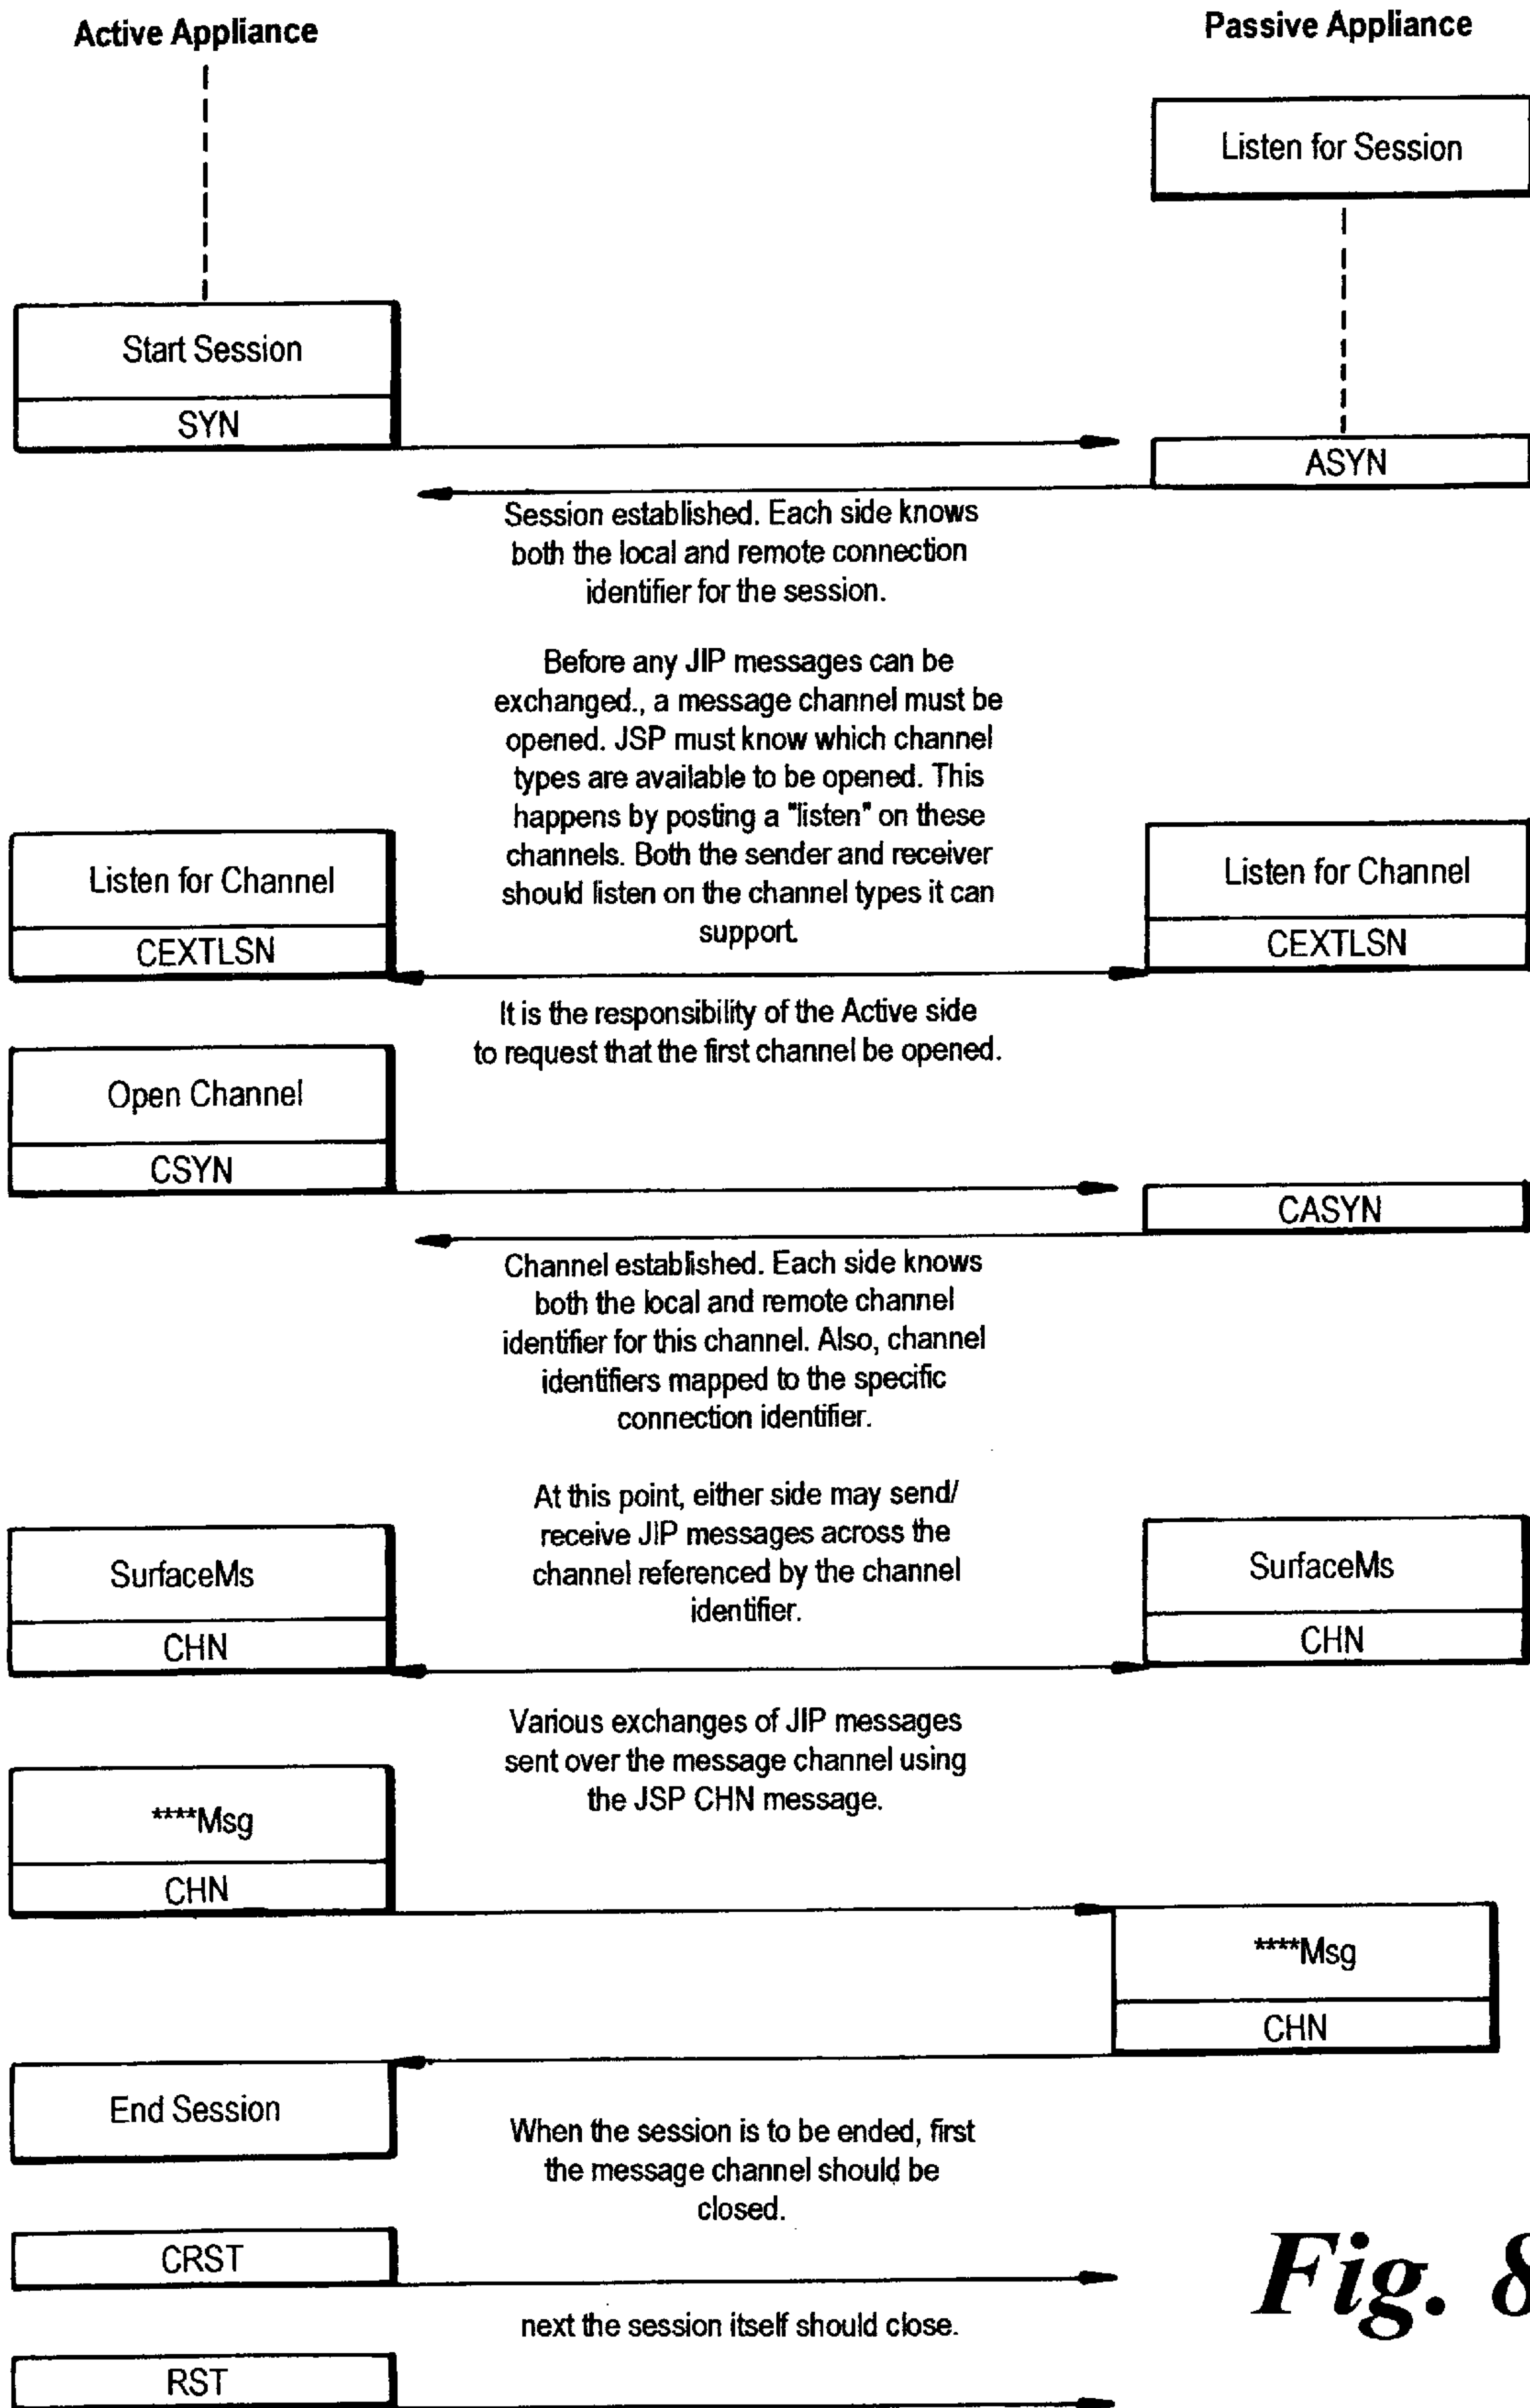 Active Appliance
Passive Appliance
Listen for Session
Start Session
SYN
ASYN
Session established. Each side knows
both the local and remote connection
identifier for the session.
Before any JIP messages can be
exchanged., a message channel must be
opened. JSP must know which channel
types are available to be opened. This
happens by posting a "listen" on these
channels. Both the sender and receiver
should listen on the channel types it can
support.
Listen for Channel
CEXTLSN
Listen for Channel
CEXTLSN
It is the responsibility of the Active side
to request that the first channel be opened.
Open Channel
CSYN
CASYN
Channel established. Each side knows
both the local and remote channel
identifier for this channel. Also, channel
identifiers mapped to the specific
connection identifier.
At this point, either side may send/
receive JIP messages across the
channel referenced by the channel
identifier.
SurfaceMs
CHN
SurfaceMs
CHN
Various exchanges of JIP messages
sent over the message channel using
the JSP CHN message.
****Msg
CHN
****Msg
CHN
End Session
When the session is to be ended, first
the message channel should be
closed.
CRST
next the session itself should close.
RST
Fig. 8